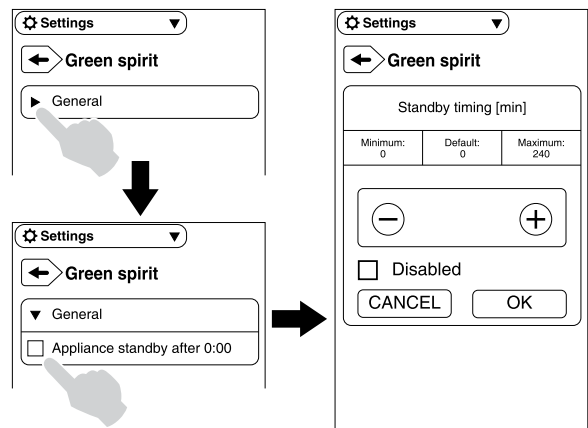 Settings
Green spirit
General
Settings
Green spirit
General
Appliance standby after 0:00
Settings
Green spirit
Standby timing [min]
Minimum: Default: Maximum:
0 0 240
Disabled
CANCEL OK